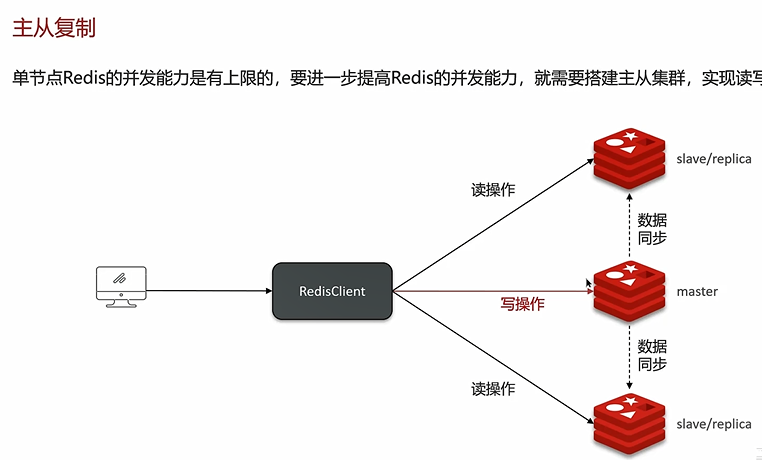 主从复制
单节点Redis的并发能力是有上限的，要进一步提高Redis的并发能力，就需要搭建主从集群，实现读写
slave/replica
读操作
数据
同步
RedisClient
写操作
master
数据
同步
读操作
slave/replica